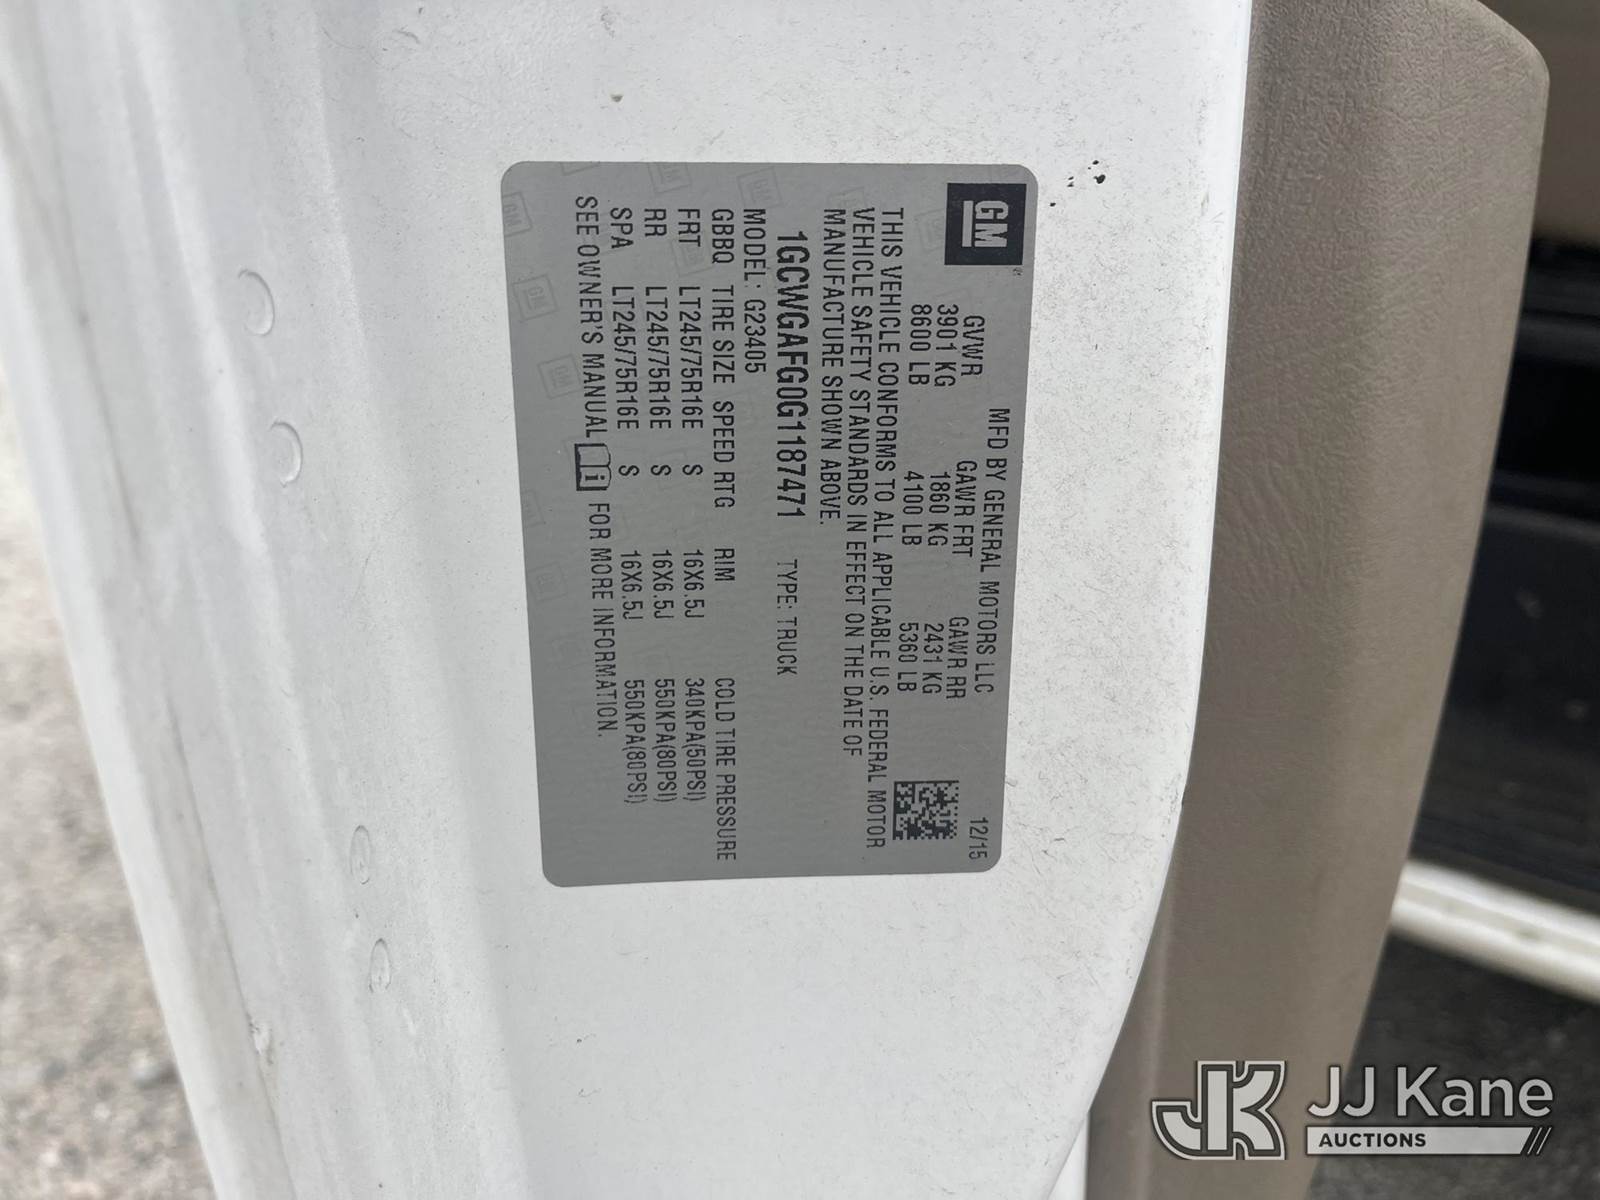 GM
MFD BY GENERAL MOTORS LLC 12/15
GVWR GAWR FRT GAWR RR
3901 KG 1860 KG 2431 KG
8600 LB 4100 LB 5360 LB
THIS VEHICLE CONFORMS TO ALL APPLICABLE U.S. FEDERAL MOTOR
VEHICLE SAFETY STANDARDS IN EFFECT ON THE DATE OF
MANUFACTURE SHOWN ABOVE.
1GCWGAFG0G1187471 TYPE: TRUCK
MODEL: G23405
GBBQ TIRE SIZE SPEED RTG RIM COLD TIRE PRESSURE
FRT LT245/75R16E S 16X6.5J 340KPA(50PSI)
RR LT245/75R16E S 16X6.5J 550KPA(80PSI)
SPA LT245/75R16E S 16X6.5J 550KPA(80PSI)
SEE OWNER'S MANUAL i FOR MORE INFORMATION.
JK JJ Kane
AUCTIONS